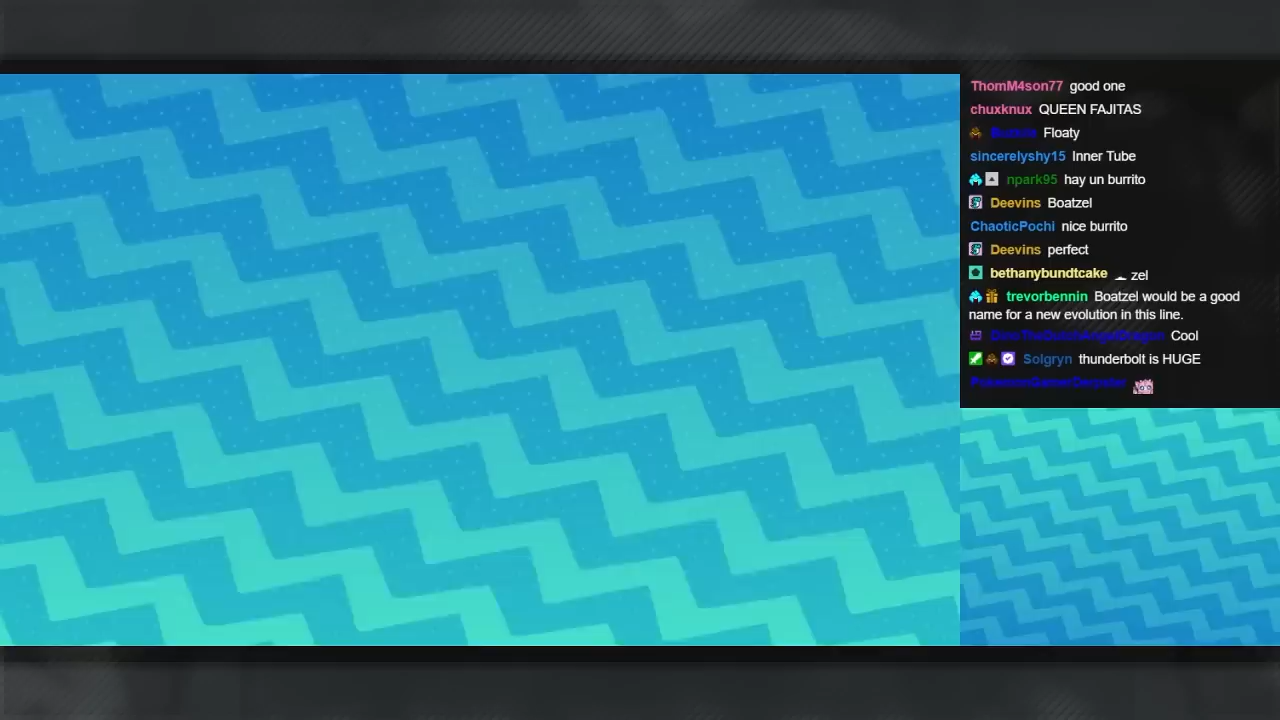 ThomM4son77 good one
chuxknux QUEEN FAJITAS
Floaty
sincerelyshy15 Inner Tube
npark95 hay un burrito
Deevins Boatzel
ChaoticPochi nice burrito
Deevins perfect
bethanybundtcake zel
trevorbennin Boatzel would be a good
name for a new evolution in this line.
Cool
Solgryn thunderbolt is HUGE